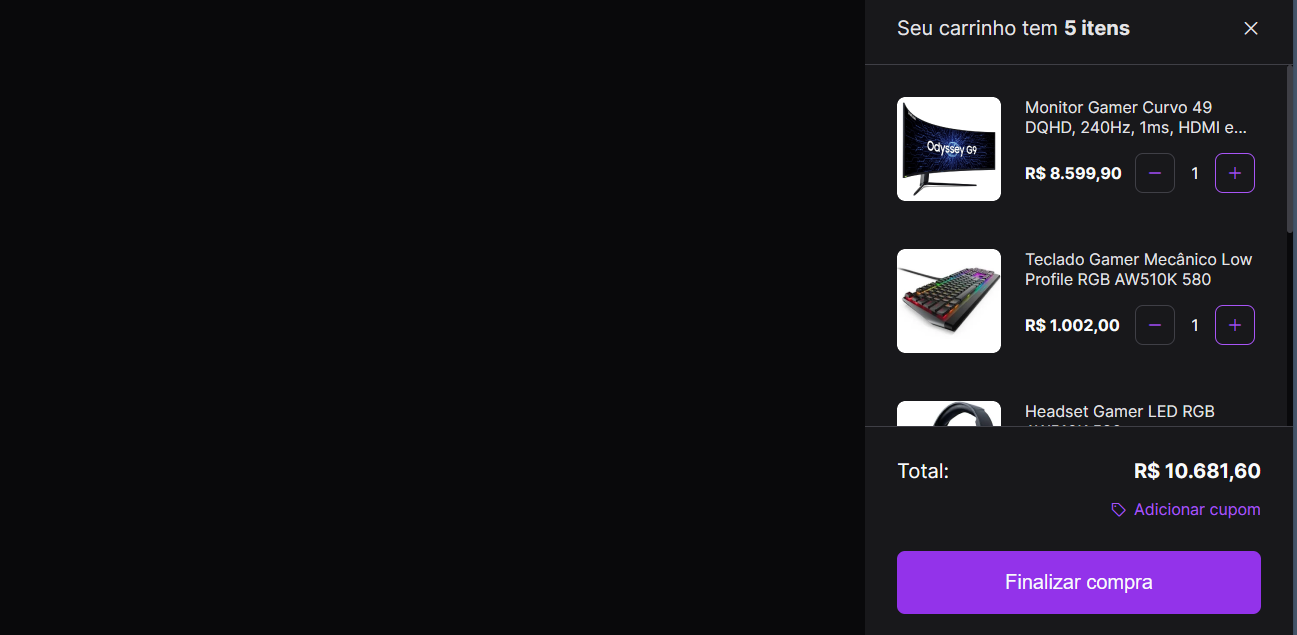 Seu carrinho tem 5 itens
Monitor Gamer Curvo 49
DQHD, 240Hz, 1ms, HDMI e...
Odyssey G9
R$ 8.599,90
1
Teclado Gamer Mecânico Low
Profile RGB AW510K 580
R$ 1.002,00
1
Headset Gamer LED RGB
Total:
R$ 10.681,60
Adicionar cupom
Finalizar compra